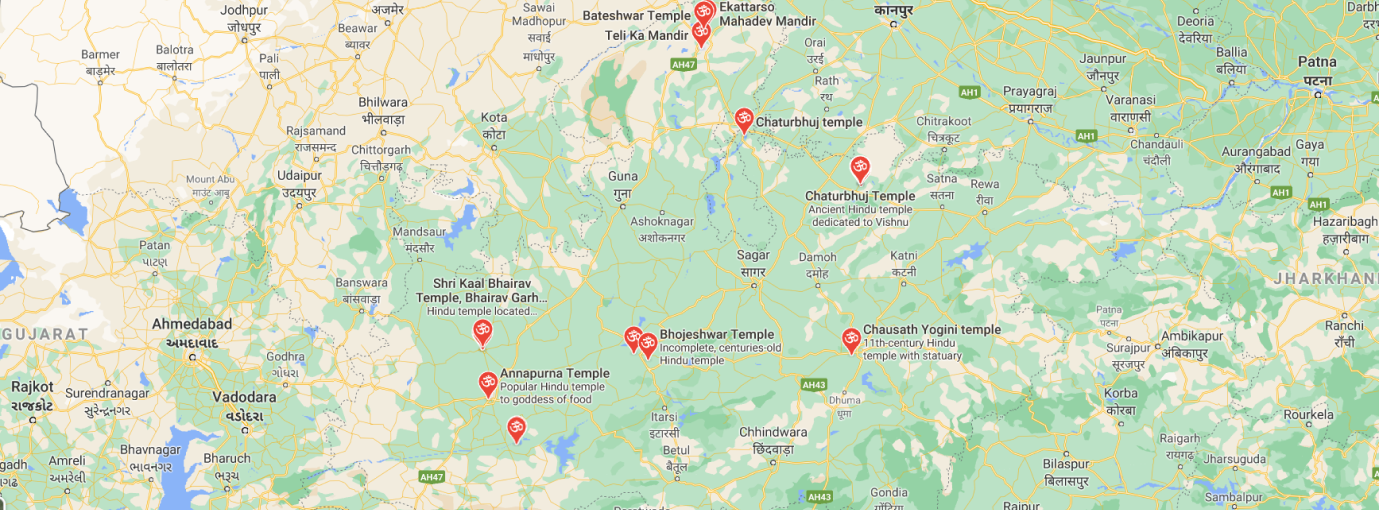 Jodhpur
जोधपुर
अजमेर
Sawai
Madhopur
सवाई
माधोपुर
Bateshwar Temple
Ekattarso
Mahadev Mandir
Teli Ka Mandir
AH47
कानपुर
Deoria
देवरिया
Darbh
Barmer
बाड़मेर
Balotra
बालोतरा
Pali
पाली
Beawar
ब्यावर
Orai
उरई
Rath
रथ
AH1
Jaunpur
जौनपुर
Ballia
बलिया
Patna
पटना
Bhilwara
भीलवाड़ा
Kota
कोटा
Chaturbhuj temple
Prayagraj
प्रयागराज
Varanasi
वाराणसी
Chitrakoot
चित्रकूट
AH1
Rajsamand
राजसमन्द
Chittorgarh
चित्तौड़गढ़
Chandauli
चंदौली
Aurangabad
औरंगाबाद
Gaya
गया
Mount Abu
माउंट आबू
Udaipur
उदयपुर
Guna
गुना
Chaturbhuj Temple
Ancient Hindu temple
dedicated to Vishnu
Satna
सतना
Rewa
रीवा
AH1
AH1
Ashoknagar
अशोकनगर
Hazaribagh
हज़ारीबाग
Patan
પાટણ
Mandsaur
मंदसौर
Sagar
सागर
Damoh
दमोह
Katni
कटनी
Banswara
बांसवाड़ा
Shri Kaal Bhairav
Temple, Bhairav Garh...
Hindu temple located...
JHARKHAN
GUJARAT
Ahmedabad
અમદાવાદ
Bhojeshwar Temple
Incomplete, centuries-old
Hindu temple
Chausath Yogini temple
11th-century Hindu
temple with statuary
Patna
पटना
Ambikapur
अंबिकापुर
Surajpur
सूरजपुर
Ranchi
राँची
Godhra
ગોધરા
Annapurna Temple
Popular Hindu temple
to goddess of food
AH43
Rajkot
રાજકોટ
Surendranagar
સુરેન્દ્રનગર
Vadodara
વડોદરા
Dhuma
धूमा
Korba
कोरबा
Itarsi
इटारसी
Rourkela
राउरकेला
Chhindwara
छिंदवाड़ा
Betul
बैतूल
Raigarh
रायगढ़
Jharsuguda
gadh
Amreli
અમરેલી
Bhavnagar
ભાવનગર
Bharuch
ભરૂચ
AH47
AH43
Bilaspur
बिलासपुर
Gondia
Sambalpur
Raipur